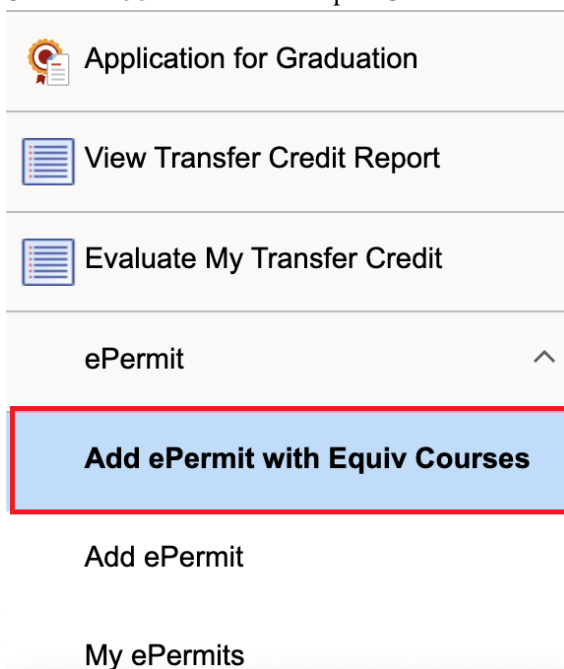 Application for Graduation
View Transfer Credit Report
Evaluate My Transfer Credit
ePermit
Add ePermit with Equiv Courses
Add ePermit
My ePermits